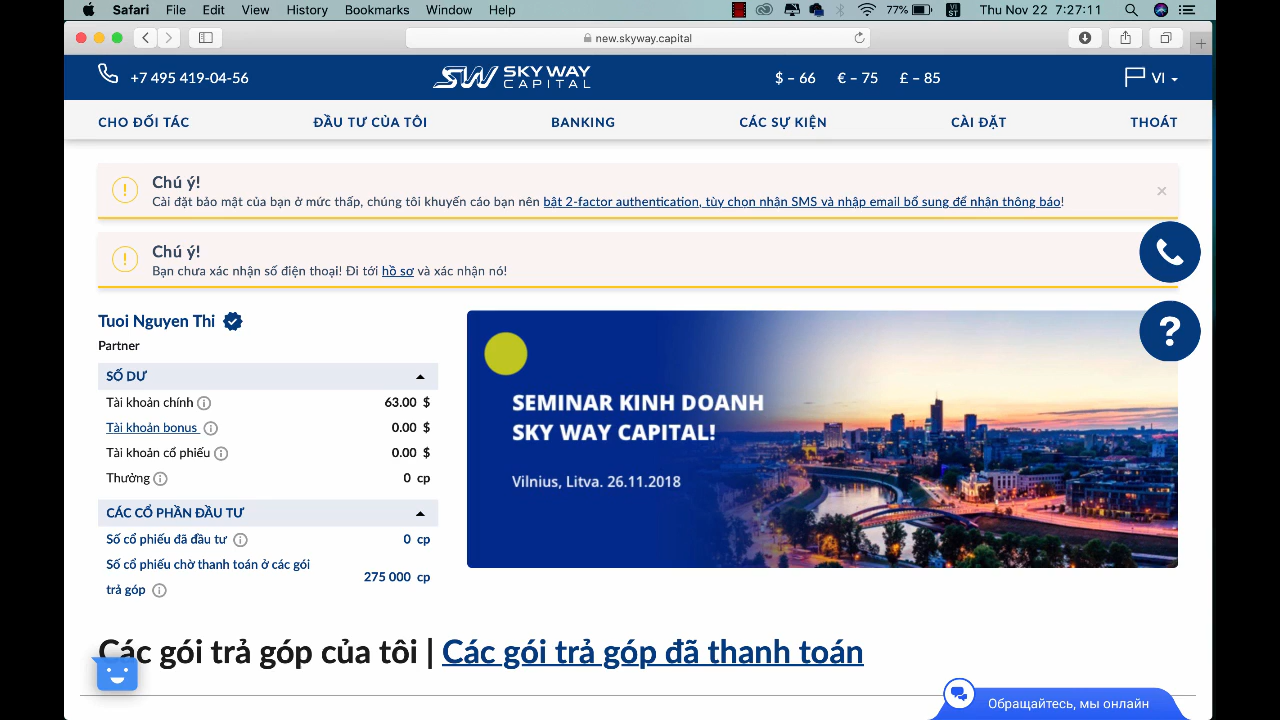 Safari File Edit View History Bookmarks Window Help 77% VI ST Thu Nov 22 7:27:11
new.skyway.capital
+7 495 419-04-56 SW SKY WAY CAPITAL $ – 66 € – 75 £ – 85 VI
CHO ĐỐI TÁC ĐẦU TƯ CỦA TÔI BANKING CÁC SỰ KIỆN CÀI ĐẶT THOÁT
Chú ý!
Cài đặt bảo mật của bạn ở mức thấp, chúng tôi khuyến cáo bạn nên bật 2-factor authentication, tùy chọn nhận SMS và nhập email bổ sung để nhận thông báo!
Chú ý!
Bạn chưa xác nhận số điện thoại! Đi tới hồ sơ và xác nhận nó!
Tuoi Nguyen Thi
Partner
SỐ DƯ
Tài khoản chính 63.00 $
Tài khoản bonus 0.00 $
Tài khoản cổ phiếu 0.00 $
Thưởng 0 cp
CÁC CỔ PHẦN ĐẦU TƯ
Số cổ phiếu đã đầu tư 0 cp
Số cổ phiếu chờ thanh toán ở các gói
trả góp 275 000 cp
SEMINAR KINH DOANH
SKY WAY CAPITAL!
Vilnius, Litva. 26.11.2018
Các gói trả góp của tôi | Các gói trả góp đã thanh toán
Обращайтесь, мы онлайн